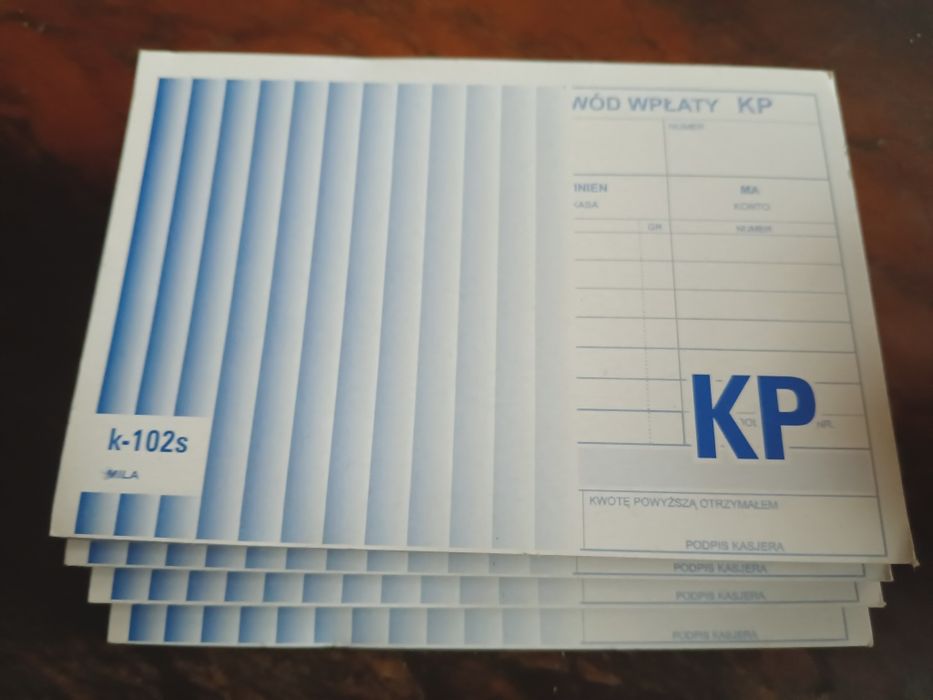 WÓD WPŁATY KP
NUMER
INIEN
MA
KASA
KONTO
GR
NUMER
KP
NR.
k-102s
MILA
KWOTĘ POWYŻSZĄ OTRZYMAŁEM
PODPIS KASJERA
PODPIS KASJERA
PODPIS KASJERA
PODPIS KASJERA